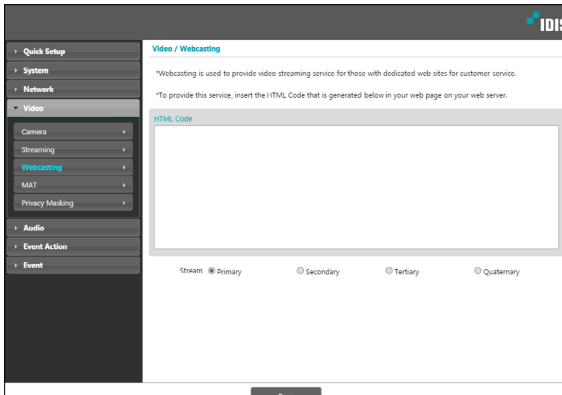 IDIS
Quick Setup
System
Network
Video
Camera
Streaming
Webcasting
MAT
Privacy Masking
Audio
Event Action
Event
Video / Webcasting
*Webcasting is used to provide video streaming service for those with dedicated web sites for customer service.
*To provide this service, insert the HTML Code that is generated below in your web page on your web server.
HTML Code
Stream Primary Secondary Tertiary Quaternary